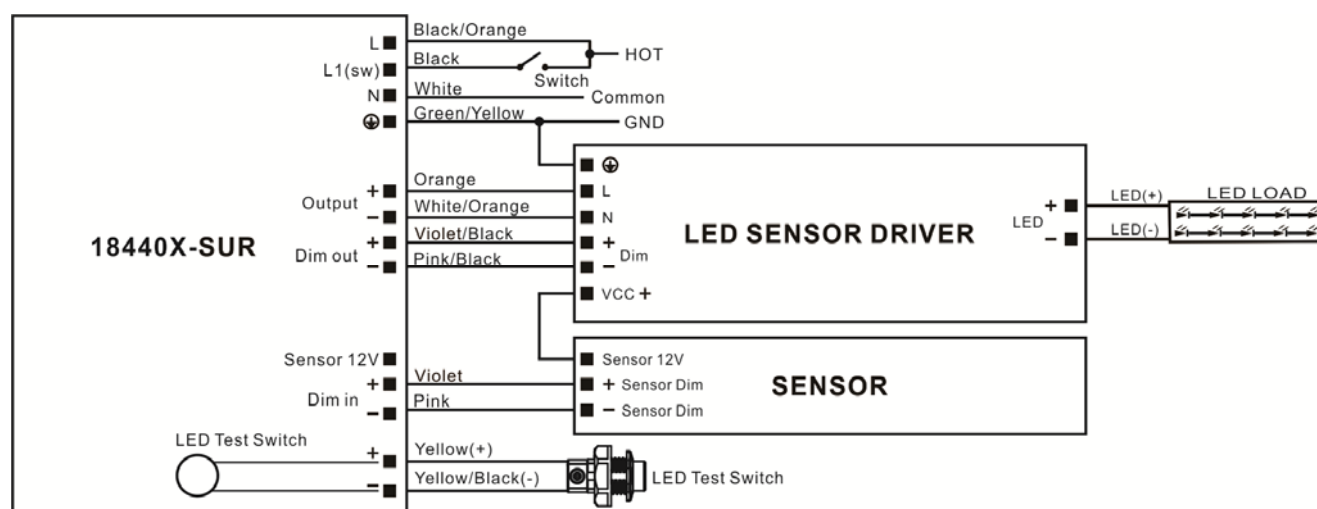 L
Black/Orange
HOT
L1(sw)
Black
Switch
N
White
Common
Green/Yellow
GND
18440X-SUR
Output
+
Orange
−
White/Orange
Dim out
+
Violet/Black
−
Pink/Black
L
N
+
Dim
−
VCC +
LED SENSOR DRIVER
LED
+
−
LED(+)
LED(-)
LED LOAD
Sensor 12V
Dim in
+
Violet
−
Pink
Sensor 12V
+ Sensor Dim
− Sensor Dim
SENSOR
LED Test Switch
+
Yellow(+)
−
Yellow/Black(-)
LED Test Switch